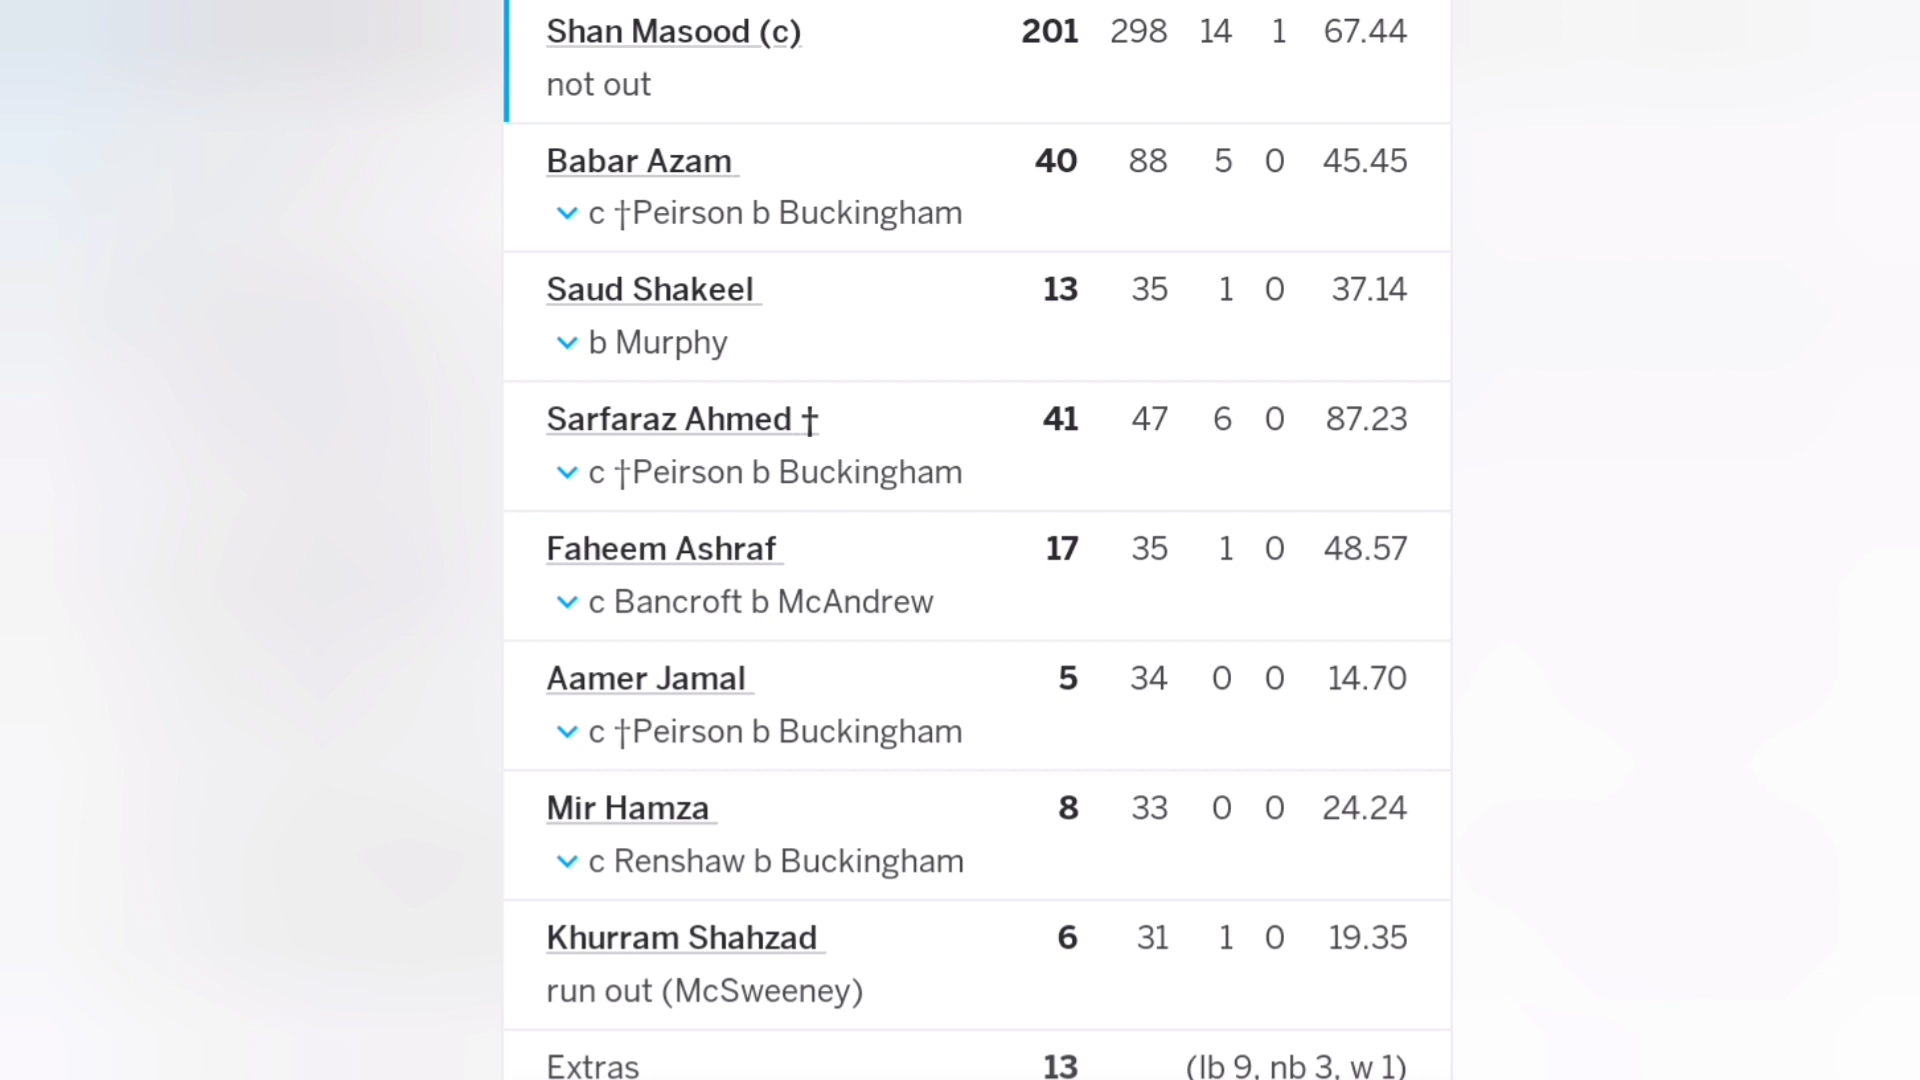 Shan Masood (c) 201 298 14 1 67.44
not out
Babar Azam 40 88 5 0 45.45
c †Peirson b Buckingham
Saud Shakeel 13 35 1 0 37.14
b Murphy
Sarfaraz Ahmed † 41 47 6 0 87.23
c †Peirson b Buckingham
Faheem Ashraf 17 35 1 0 48.57
c Bancroft b McAndrew
Aamer Jamal 5 34 0 0 14.70
c †Peirson b Buckingham
Mir Hamza 8 33 0 0 24.24
c Renshaw b Buckingham
Khurram Shahzad 6 31 1 0 19.35
run out (McSweeney)
Extras 13 (lb 9, nb 3, w 1)